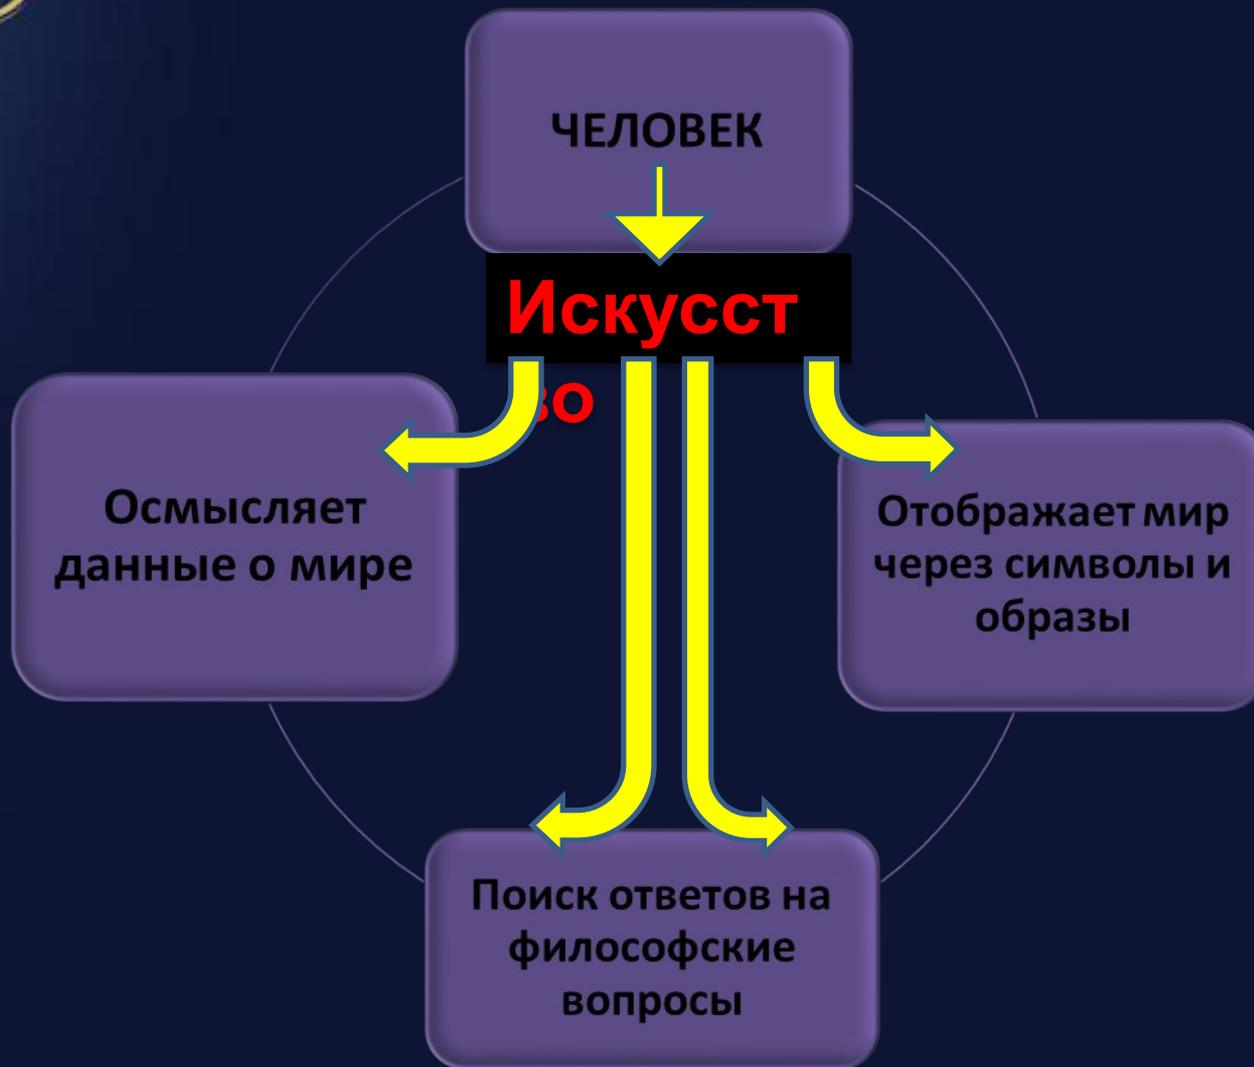 ЧЕЛОВЕК
Искусст
во
Осмысляет
данные о мире
Отображает мир
через символы и
образы
Поиск ответов на
философские
вопросы